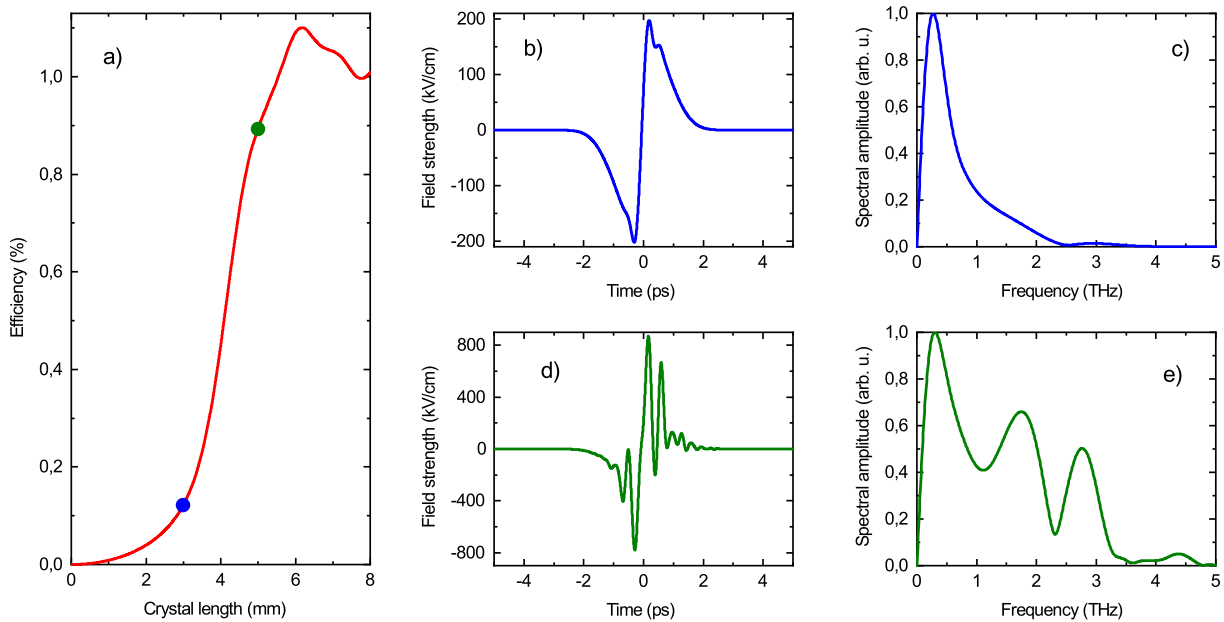 a)
Efficiency (%)
1,0
0,8
0,6
0,4
0,2
0,0
0 2 4 6 8
Crystal length (mm)
b)
Field strength (kV/cm)
200
100
0
-100
-200
-4 -2 0 2 4
Time (ps)
c)
Spectral amplitude (arb. u.)
1,0
0,8
0,6
0,4
0,2
0,0
0 1 2 3 4 5
Frequency (THz)
d)
Field strength (kV/cm)
800
400
0
-400
-800
-4 -2 0 2 4
Time (ps)
e)
Spectral amplitude (arb. u.)
1,0
0,8
0,6
0,4
0,2
0,0
0 1 2 3 4 5
Frequency (THz)